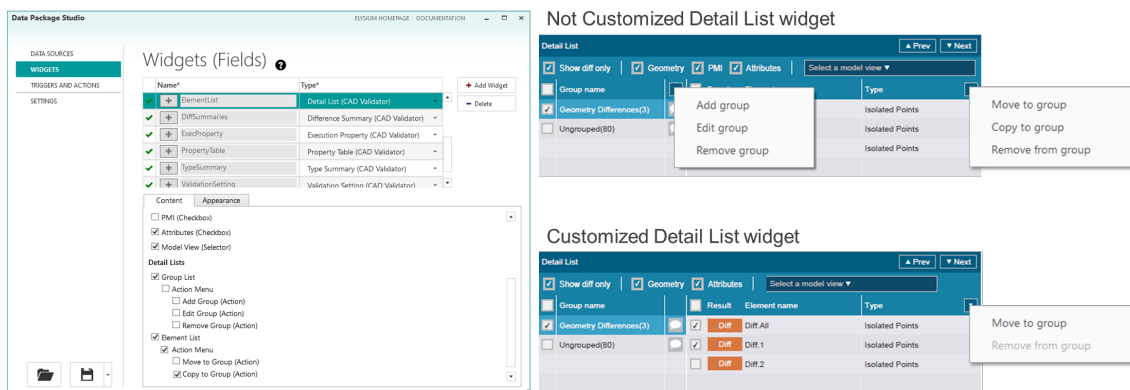 Data Package Studio
ELYSIUM HOMEPAGE | DOCUMENTATION
DATA SOURCES
WIDGETS
TRIGGERS AND ACTIONS
SETTINGS
Widgets (Fields)
Name* Type*
ElementList Detail List (CAD Validator)
DiffSummaries Difference Summary (CAD Validator)
ExecProperty Execution Property (CAD Validator)
PropertyTable Property Table (CAD Validator)
TypeSummary Type Summary (CAD Validator)
ValidationSetting Validation Setting (CAD Validator)
+ Add Widget
− Delete
Content Appearance
PMI (Checkbox)
Attributes (Checkbox)
Model View (Selector)
Detail Lists
Group List
Action Menu
Add Group (Action)
Edit Group (Action)
Remove Group (Action)
Element List
Action Menu
Move to Group (Action)
Copy to Group (Action)
Not Customized Detail List widget
Detail List ▲ Prev ▼ Next
Show diff only Geometry PMI Attributes Select a model view ▼
Group name Type
Geometry Differences(3) Isolated Points
Ungrouped(80) Isolated Points
Isolated Points
Add group
Edit group
Remove group
Move to group
Copy to group
Remove from group
Customized Detail List widget
Detail List ▲ Prev ▼ Next
Show diff only Geometry Attributes Select a model view ▼
Group name Result Element name Type
Geometry Differences(3) Diff Diff.All Isolated Points
Ungrouped(80) Diff Diff.1 Isolated Points
Diff Diff.2 Isolated Points
Move to group
Remove from group